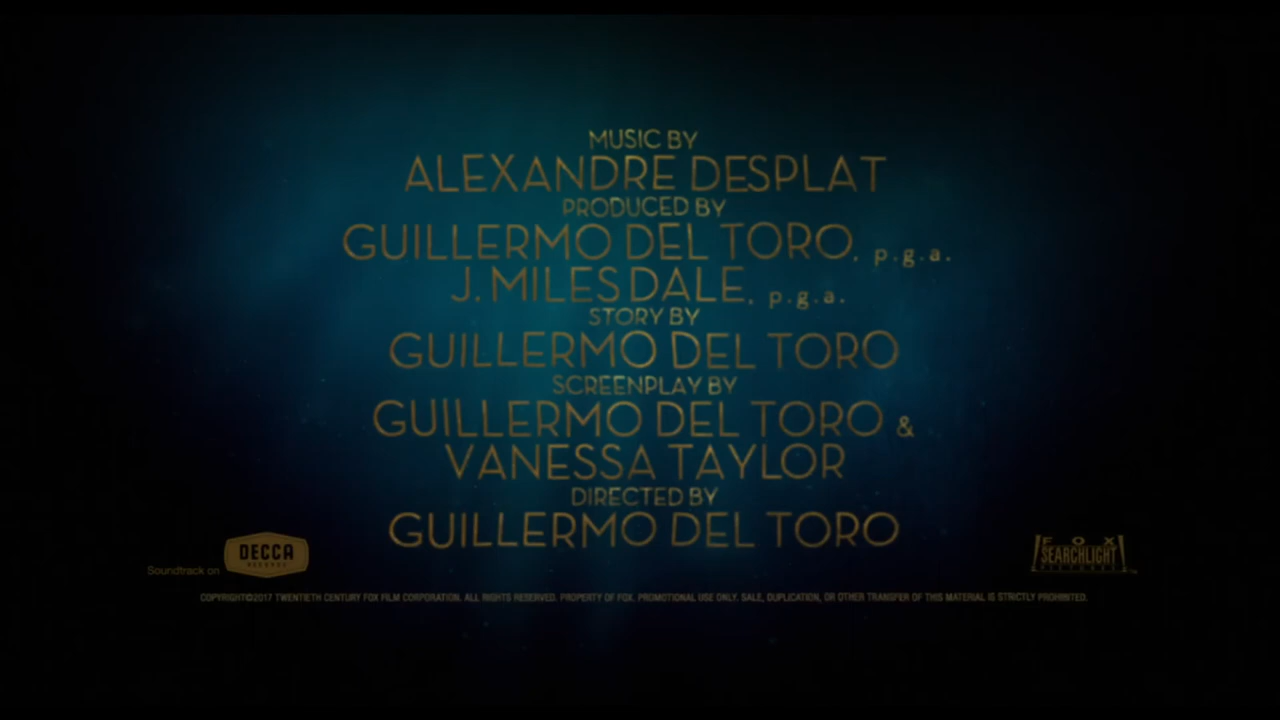 MUSIC BY
ALEXANDRE DESPLAT
PRODUCED BY
GUILLERMO DEL TORO, p.g.a.
J. MILES DALE, p.g.a.
STORY BY
GUILLERMO DEL TORO
SCREENPLAY BY
GUILLERMO DEL TORO &
VANESSA TAYLOR
DIRECTED BY
GUILLERMO DEL TORO
Soundtrack on
DECCA
RECORDS
FOX
SEARCHLIGHT
PICTURES
COPYRIGHT©2017 TWENTIETH CENTURY FOX FILM CORPORATION. ALL RIGHTS RESERVED. PROPERTY OF FOX. PROMOTIONAL USE ONLY. SALE, DUPLICATION, OR OTHER TRANSFER OF THIS MATERIAL IS STRICTLY PROHIBITED.